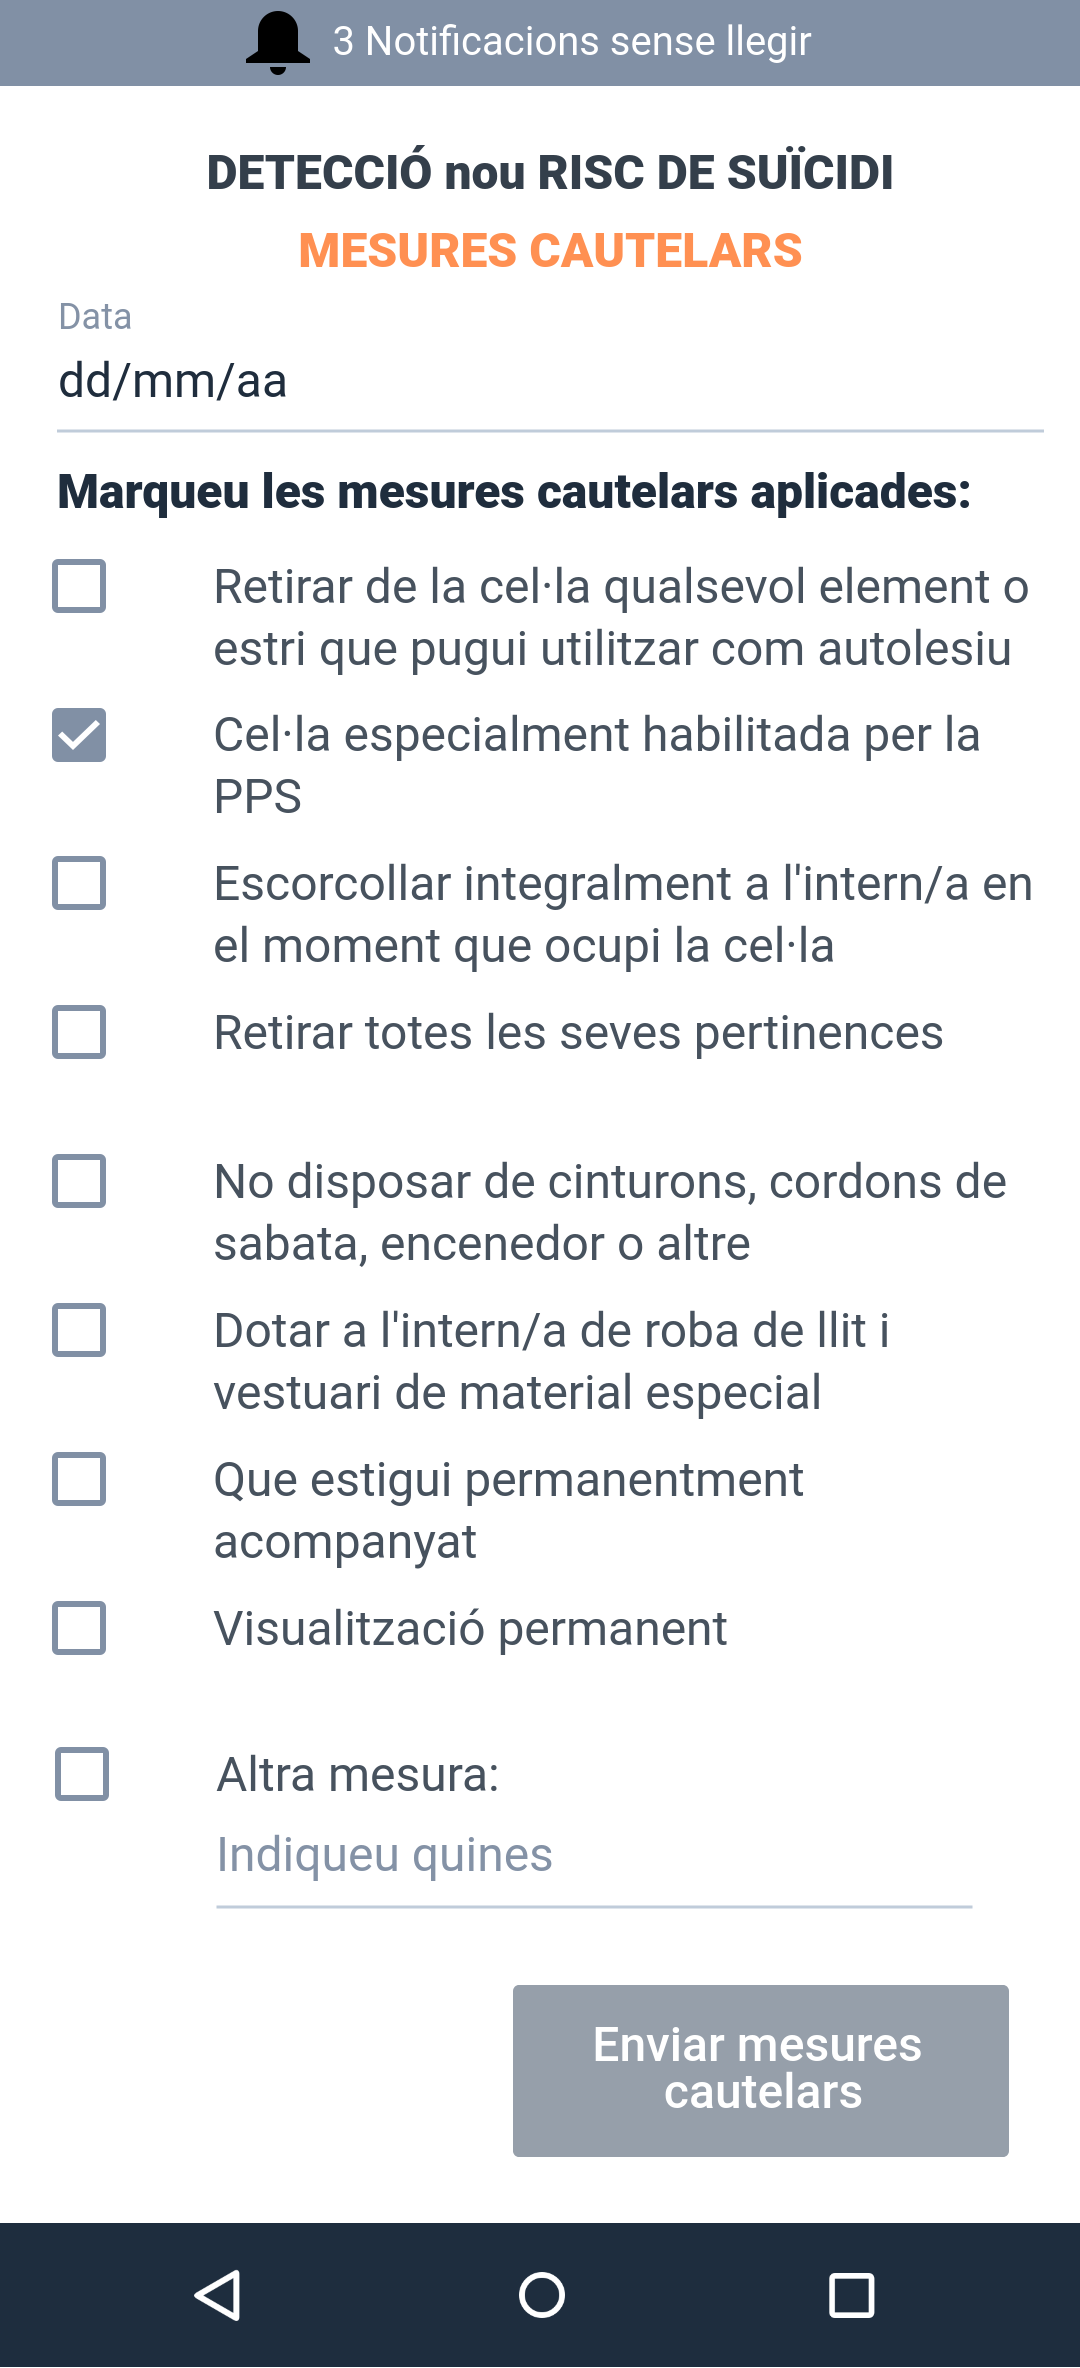 3 Notificacions sense llegir
DETECCIÓ nou RISC DE SUÏCIDI
MESURES CAUTELARS
Data
dd/mm/aa
Marqueu les mesures cautelars aplicades:
Retirar de la cel·la qualsevol element o
estri que pugui utilitzar com autolesiu
Cel·la especialment habilitada per la
PPS
Escorcollar integralment a l'intern/a en
el moment que ocupi la cel·la
Retirar totes les seves pertinences
No disposar de cinturons, cordons de
sabata, encenedor o altre
Dotar a l'intern/a de roba de llit i
vestuari de material especial
Que estigui permanentment
acompanyat
Visualització permanent
Altra mesura:
Indiqueu quines
Enviar mesures
cautelars